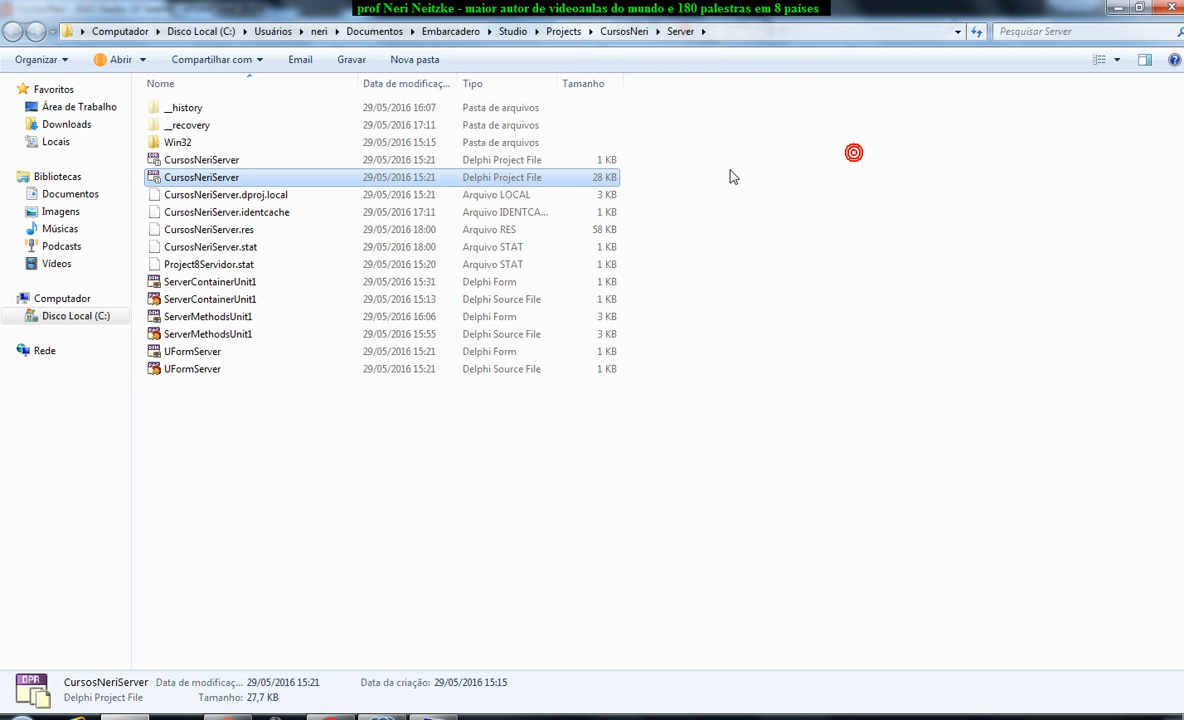 prof Neri Neitzke - maior autor de videoaulas do mundo e 180 palestras em 8 países
Computador Disco Local (C:) Usuários neri Documentos Embarcadero Studio Projects CursosNeri Server Pesquisar Server
Organizar Abrir Compartilhar com Email Gravar Nova pasta
Nome Data de modificaç... Tipo Tamanho
Favoritos
Área de Trabalho
Downloads
Locais
Bibliotecas
Documentos
Imagens
Músicas
Podcasts
Vídeos
Computador
Disco Local (C:)
Rede
__history 29/05/2016 16:07 Pasta de arquivos
__recovery 29/05/2016 17:11 Pasta de arquivos
Win32 29/05/2016 15:15 Pasta de arquivos
CursosNeriServer 29/05/2016 15:21 Delphi Project File 1 KB
CursosNeriServer 29/05/2016 15:21 Delphi Project File 28 KB
CursosNeriServer.dproj.local 29/05/2016 15:21 Arquivo LOCAL 3 KB
CursosNeriServer.identcache 29/05/2016 17:11 Arquivo IDENTCA... 1 KB
CursosNeriServer.res 29/05/2016 18:00 Arquivo RES 58 KB
CursosNeriServer.stat 29/05/2016 18:00 Arquivo STAT 1 KB
Project8Servidor.stat 29/05/2016 15:20 Arquivo STAT 1 KB
ServerContainerUnit1 29/05/2016 15:31 Delphi Form 1 KB
ServerContainerUnit1 29/05/2016 15:13 Delphi Source File 1 KB
ServerMethodsUnit1 29/05/2016 16:06 Delphi Form 3 KB
ServerMethodsUnit1 29/05/2016 15:55 Delphi Source File 3 KB
UFormServer 29/05/2016 15:21 Delphi Form 1 KB
UFormServer 29/05/2016 15:21 Delphi Source File 1 KB
DPR
CursosNeriServer Data de modificaç... 29/05/2016 15:21 Data da criação: 29/05/2016 15:15
Delphi Project File Tamanho: 27,7 KB